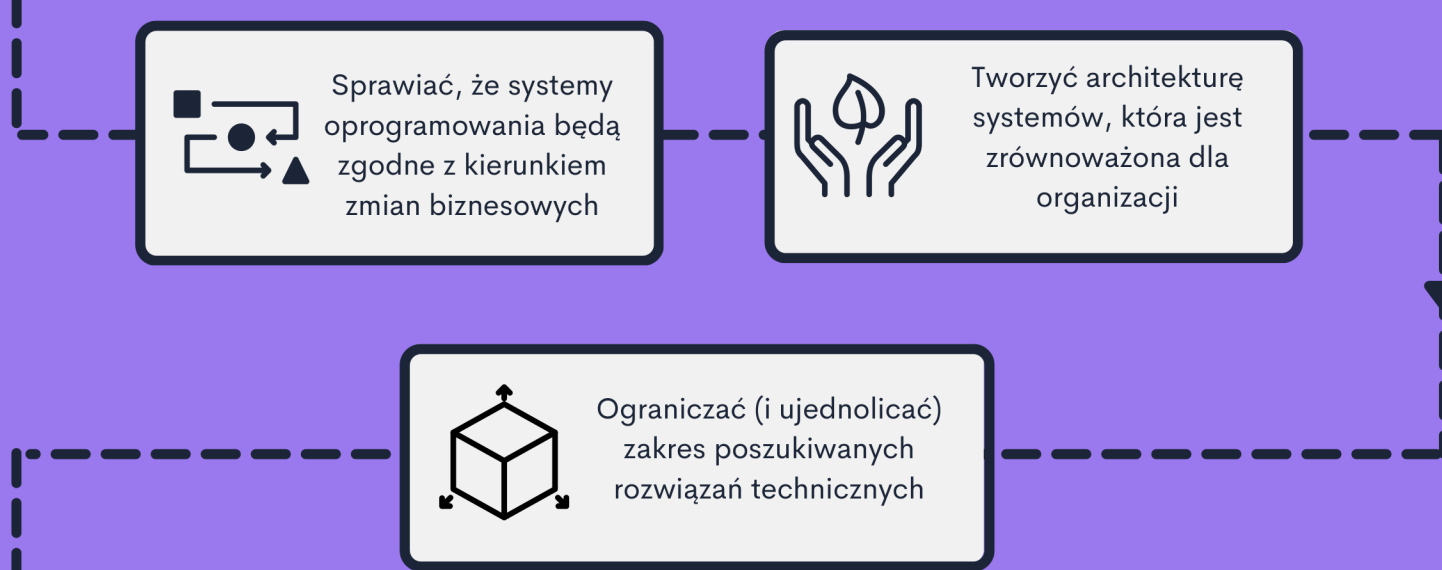 Sprawiać, że systemy
oprogramowania będą
zgodne z kierunkiem
zmian biznesowych
Tworzyć architekturę
systemów, która jest
zrównoważona dla
organizacji
Ograniczać (i ujednolicać)
zakres poszukiwanych
rozwiązań technicznych